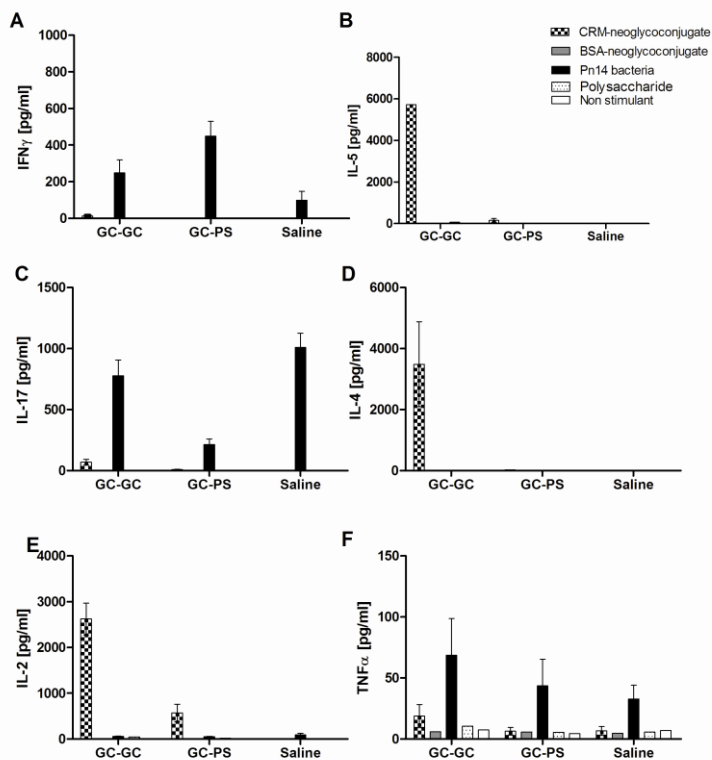 A
IFNγ [pg/ml]
1000
800
600
400
200
0
GC-GC GC-PS Saline
B
IL-5 [pg/ml]
8000
6000
4000
2000
0
GC-GC GC-PS Saline
CRM-neoglycoconjugate
BSA-neoglycoconjugate
Pn14 bacteria
Polysaccharide
Non stimulant
C
IL-17 [pg/ml]
1500
1000
500
0
GC-GC GC-PS Saline
D
IL-4 [pg/ml]
6000
4000
2000
0
GC-GC GC-PS Saline
E
IL-2 [pg/ml]
4000
3000
2000
1000
0
GC-GC GC-PS Saline
F
TNFα [pg/ml]
150
100
50
0
GC-GC GC-PS Saline